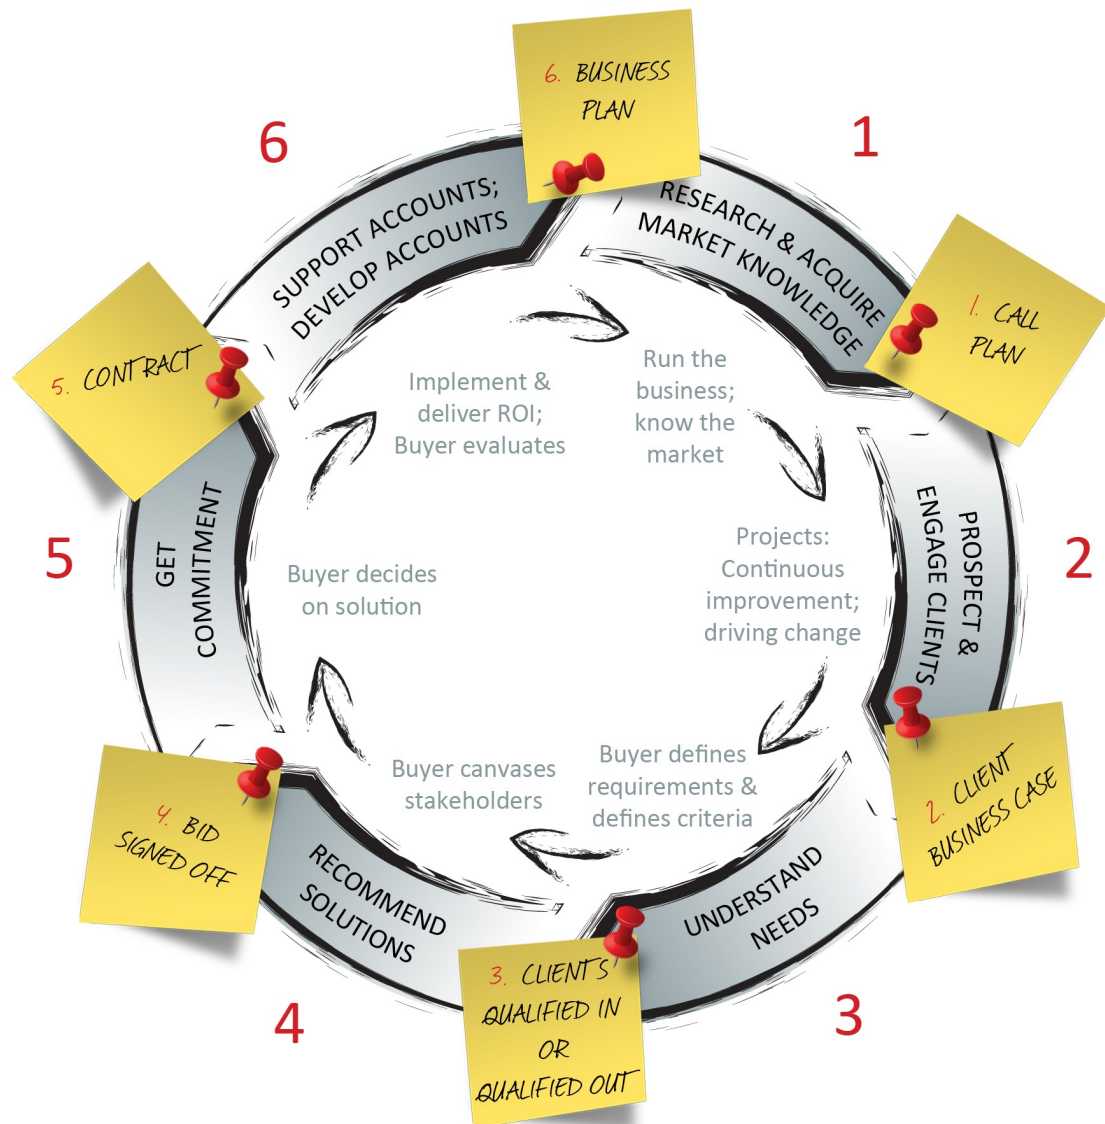 6. BUSINESS
PLAN
6
1
SUPPORT ACCOUNTS;
DEVELOP ACCOUNTS
RESEARCH & ACQUIRE
MARKET KNOWLEDGE
1. CALL
PLAN
5. CONTRACT
Implement &
deliver ROI;
Buyer evaluates
Run the
business;
know the
market
5
GET
COMMITMENT
Buyer decides
on solution
Projects:
Continuous
improvement;
driving change
PROSPECT &
ENGAGE CLIENTS
2
Buyer canvases
stakeholders
Buyer defines
requirements &
defines criteria
2. CLIENT
BUSINESS CASE
4. BID
SIGNED OFF
RECOMMEND
SOLUTIONS
UNDERSTAND
NEEDS
3. CLIENTS
QUALIFIED IN
OR
QUALIFIED OUT
4
3